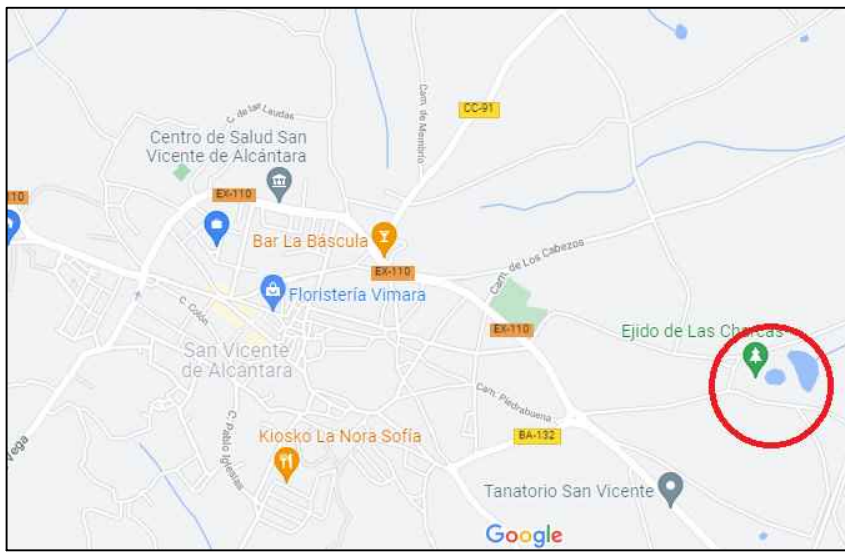 CC-91
C. de las Laudas
Cam. de Membrío
Centro de Salud San
Vicente de Alcántara
EX-110
Bar La Báscula
EX-110
Cam. de Los Cabezos
Floristería Vimara
C. Colón
EX-110
Ejido de Las Charcas
San Vicente
de Alcántara
Cam. Piedrabuena
C. Pablo Iglesias
Kiosko La Nora Sofía
BA-132
Vega
Tanatorio San Vicente
Google